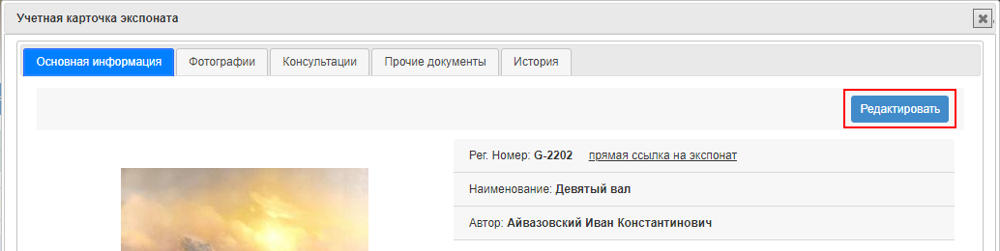 Учетная карточка экспоната
Основная информация Фотографии Консультации Прочие документы История
Редактировать
Рег. Номер: G-2202 прямая ссылка на экспонат
Наименование: Девятый вал
Автор: Айвазовский Иван Константинович